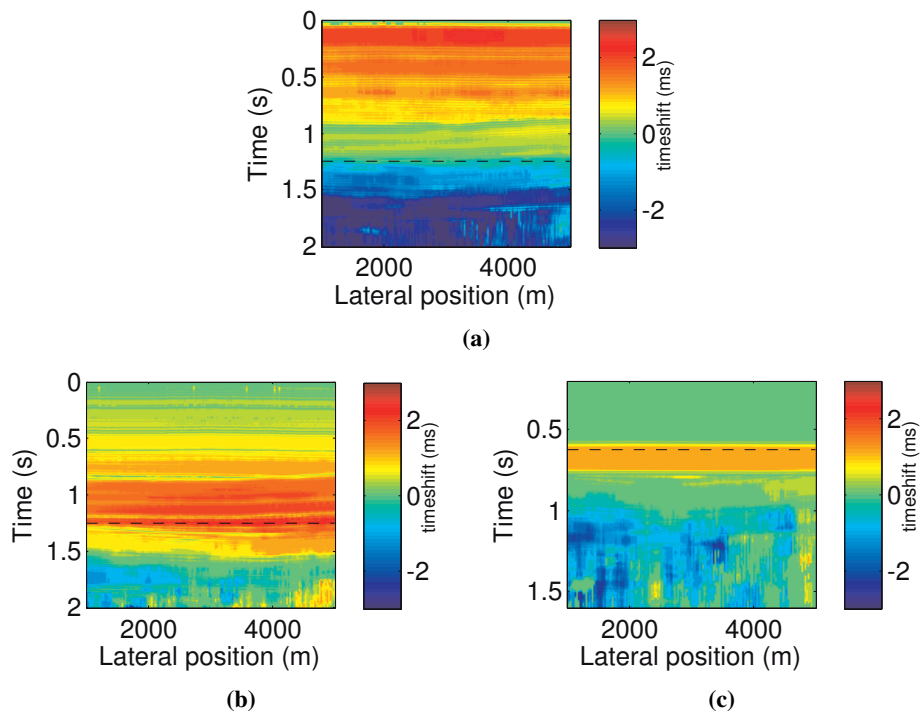 0
0.5
1
1.5
2
Time (s)
2000 4000
Lateral position (m)
2
0
-2
timeshift (ms)
(a)
0
0.5
1
1.5
2
Time (s)
2000 4000
Lateral position (m)
2
0
-2
timeshift (ms)
(b)
0.5
1
1.5
Time (s)
2000 4000
Lateral position (m)
2
0
-2
timeshift (ms)
(c)